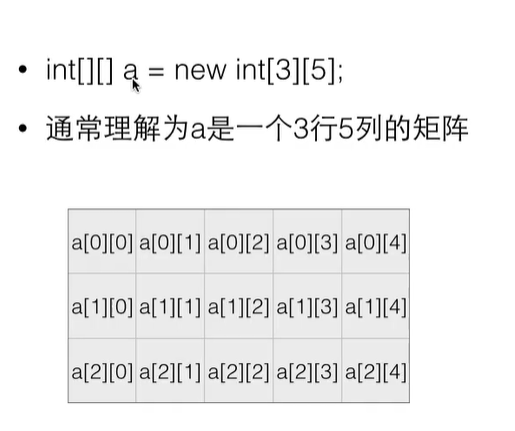 • int[][] a = new int[3][5];
• 通常理解为a是一个3行5列的矩阵
a[0][0] a[0][1] a[0][2] a[0][3] a[0][4]
a[1][0] a[1][1] a[1][2] a[1][3] a[1][4]
a[2][0] a[2][1] a[2][2] a[2][3] a[2][4]